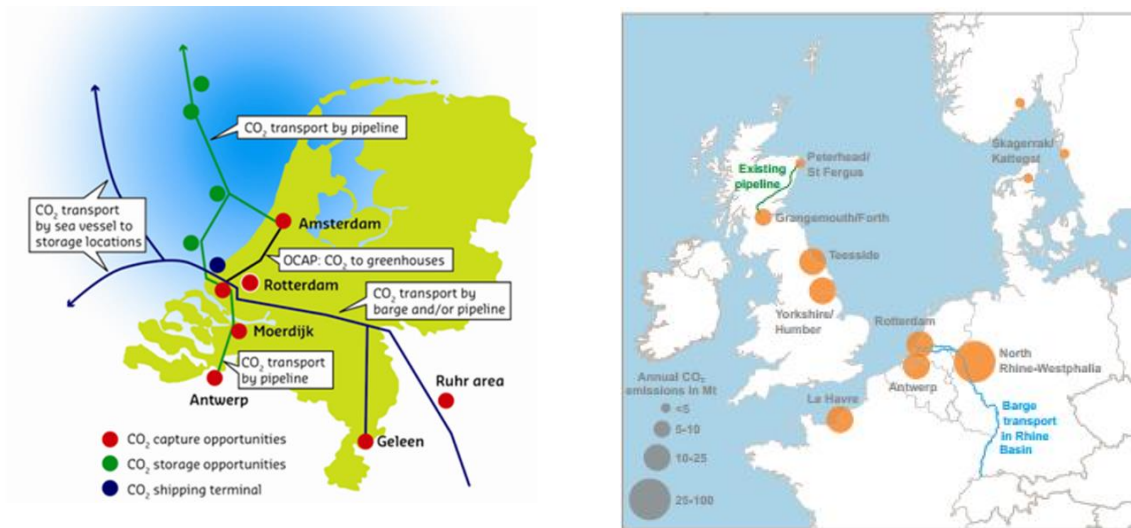 CO₂ transport by pipeline
CO₂ transport
by sea vessel to
storage locations
Amsterdam
OCAP: CO₂ to greenhouses
Rotterdam
CO₂ transport by
barge and/or pipeline
Moerdijk
CO₂ transport
by pipeline
Antwerp
Ruhr area
Geleen
CO₂ capture opportunities
CO₂ storage opportunities
CO₂ shipping terminal
Skagerrak/
Kattegat
Peterhead/
St Fergus
Existing
pipeline
Grangemouth/Forth
Teesside
Yorkshire/
Humber
Rotterdam
North
Rhine-Westphalia
Antwerp
Le Havre
Annual CO₂
emissions in Mt
<5
5-10
10-25
25-100
Barge
transport
in Rhine
Basin